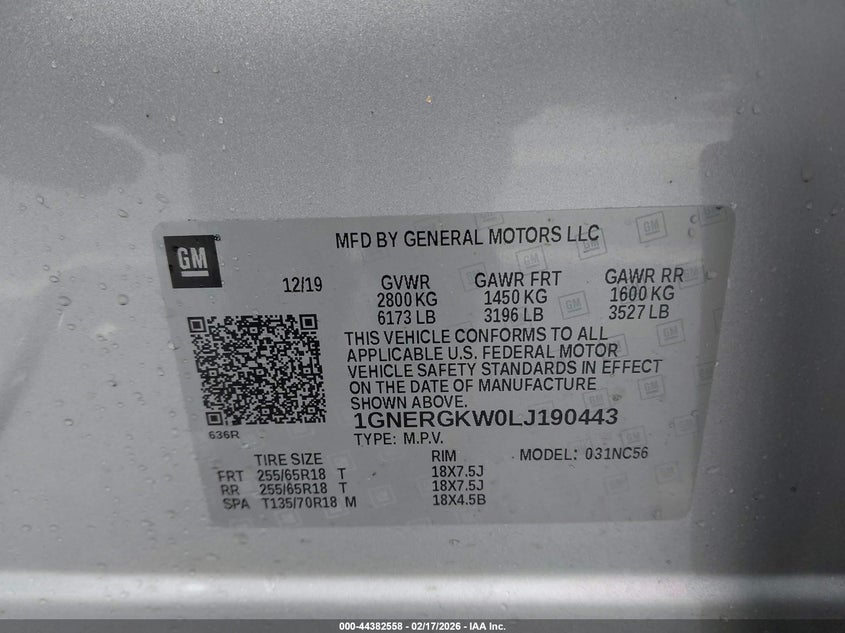 GM
MFD BY GENERAL MOTORS LLC
12/19 GVWR GAWR FRT GAWR RR
2800 KG 1450 KG 1600 KG
6173 LB 3196 LB 3527 LB
THIS VEHICLE CONFORMS TO ALL
APPLICABLE U.S. FEDERAL MOTOR
VEHICLE SAFETY STANDARDS IN EFFECT
ON THE DATE OF MANUFACTURE
SHOWN ABOVE.
1GNERGKW0LJ190443
636R
TYPE: M.P.V.
TIRE SIZE RIM MODEL: 031NC56
FRT 255/65R18 T 18X7.5J
RR 255/65R18 T 18X7.5J
SPA T135/70R18 M 18X4.5B
000-44382558 - 02/17/2026 - IAA Inc.